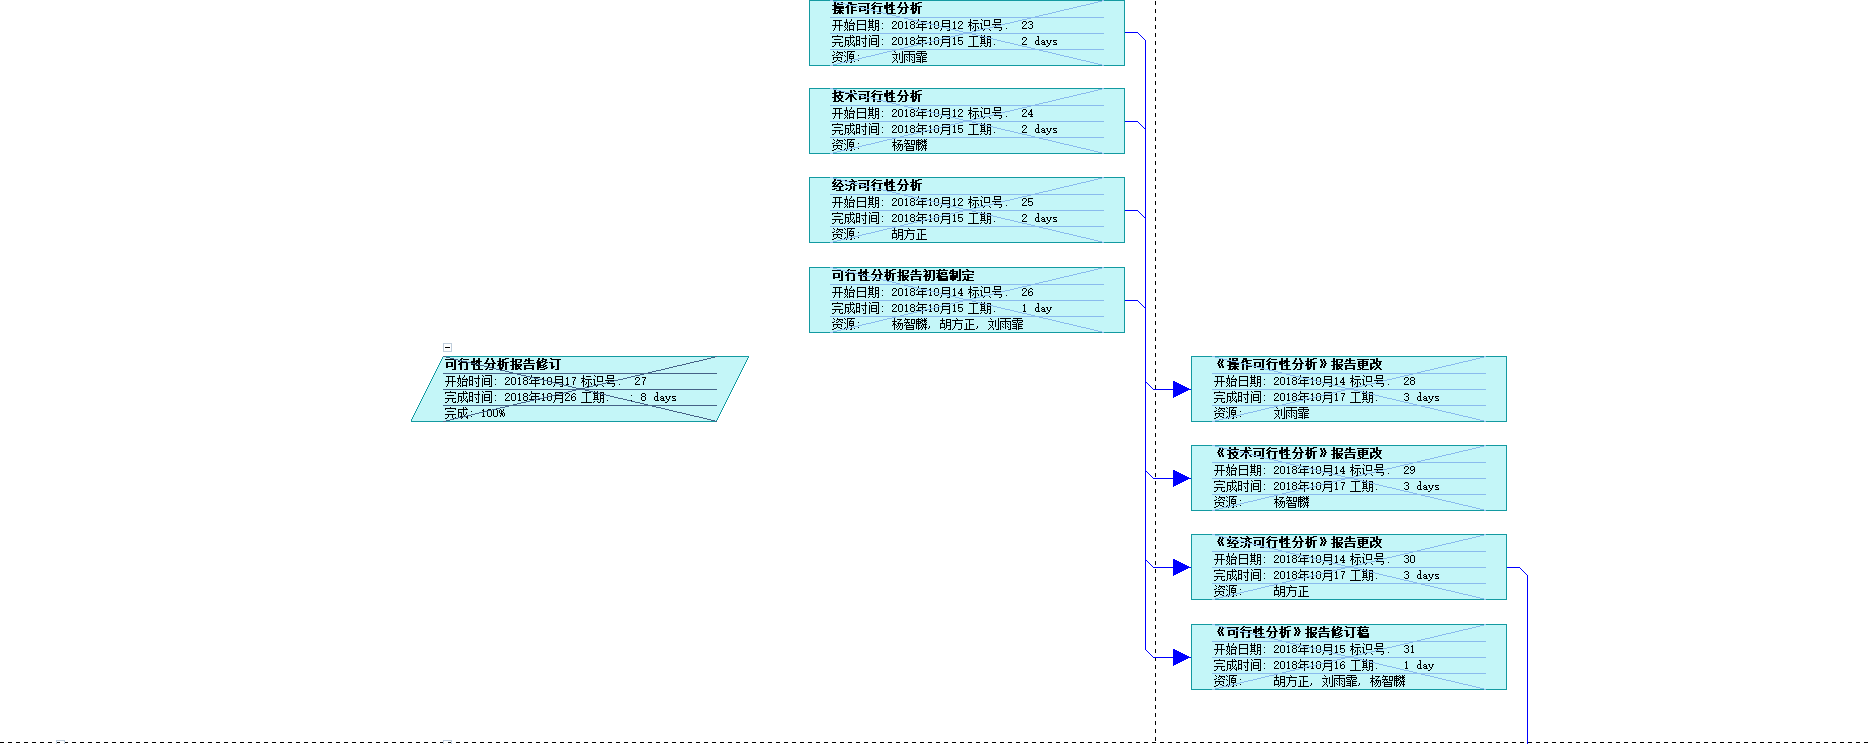 操作可行性分析
开始日期: 2018年10月12 标识号: 23
完成时间: 2018年10月15 工期: 2 days
资源: 刘雨霏
技术可行性分析
开始日期: 2018年10月12 标识号: 24
完成时间: 2018年10月15 工期: 2 days
资源: 杨智麟
经济可行性分析
开始日期: 2018年10月12 标识号: 25
完成时间: 2018年10月15 工期: 2 days
资源: 胡方正
可行性分析报告初稿制定
开始日期: 2018年10月14 标识号: 26
完成时间: 2018年10月15 工期: 1 day
资源: 杨智麟, 胡方正, 刘雨霏
可行性分析报告修订
开始时间: 2018年10月17 标识号: 27
完成时间: 2018年10月26 工期: : 8 days
完成: 100%
《操作可行性分析》报告更改
开始日期: 2018年10月14 标识号: 28
完成时间: 2018年10月17 工期: 3 days
资源: 刘雨霏
《技术可行性分析》报告更改
开始日期: 2018年10月14 标识号: 29
完成时间: 2018年10月17 工期: 3 days
资源: 杨智麟
《经济可行性分析》报告更改
开始日期: 2018年10月14 标识号: 30
完成时间: 2018年10月17 工期: 3 days
资源: 胡方正
《可行性分析》报告修订稿
开始日期: 2018年10月15 标识号: 31
完成时间: 2018年10月16 工期: 1 day
资源: 胡方正, 刘雨霏, 杨智麟